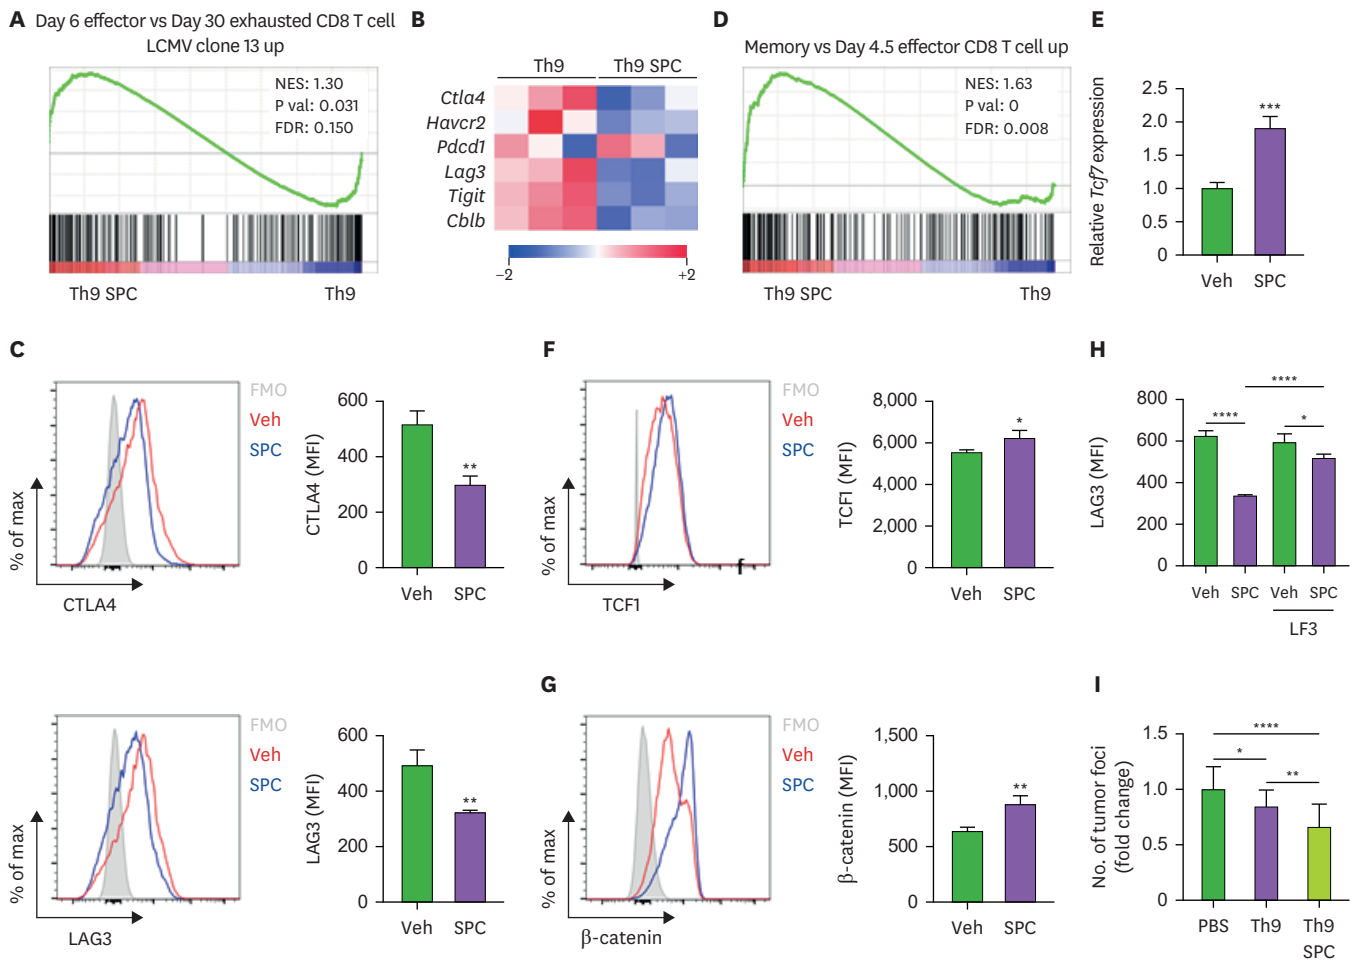 A Day 6 effector vs Day 30 exhausted CD8 T cell
LCMV clone 13 up
NES: 1.30
P val: 0.031
FDR: 0.150
Th9 SPC Th9
B
Th9 Th9 SPC
Ctla4
Havcr2
Pdcd1
Lag3
Tigit
Cblb
−2 +2
D
Memory vs Day 4.5 effector CD8 T cell up
NES: 1.63
P val: 0
FDR: 0.008
Th9 SPC Th9
E
Relative Tcf7 expression
2.5
2.0
1.5
1.0
0.5
0
***
Veh SPC
C
FMO
Veh
SPC
% of max
CTLA4
CTLA4 (MFI)
600
400
200
0
**
Veh SPC
FMO
Veh
SPC
% of max
LAG3
LAG3 (MFI)
600
400
200
0
**
Veh SPC
F
FMO
Veh
SPC
% of max
f
TCF1
TCF1 (MFI)
8,000
6,000
4,000
2,000
0
*
Veh SPC
G
FMO
Veh
SPC
% of max
β-catenin
β-catenin (MFI)
1,500
1,000
500
0
**
Veh SPC
H
LAG3 (MFI)
800
600
400
200
0
****
**** *
Veh SPC Veh SPC
LF3
I
No. of tumor foci
(fold change)
1.5
1.0
0.5
0
****
*
**
PBS Th9 Th9
SPC